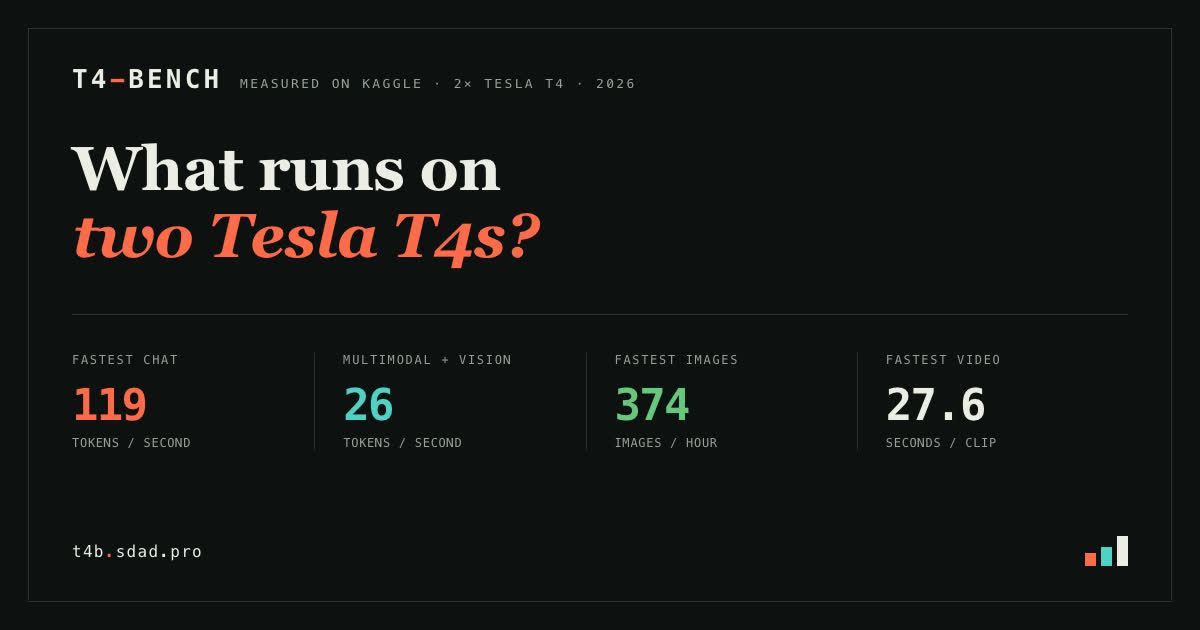 T4–BENCH MEASURED ON KAGGLE · 2× TESLA T4 · 2026
What runs on
two Tesla T4s?
FASTEST CHAT
119
TOKENS / SECOND
MULTIMODAL + VISION
26
TOKENS / SECOND
FASTEST IMAGES
374
IMAGES / HOUR
FASTEST VIDEO
27.6
SECONDS / CLIP
t4b.sdad.pro